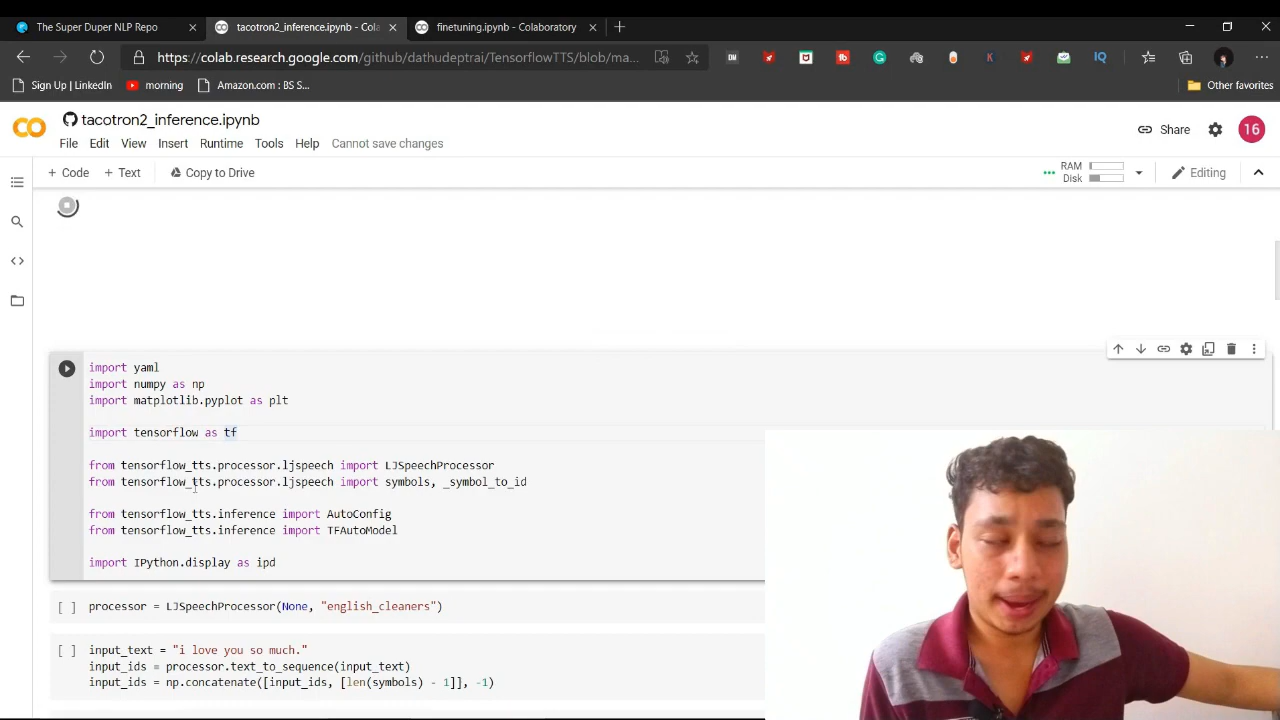 The Super Duper NLP Repo
tacotron2_inference.ipynb - Cola
finetuning.ipynb - Colaboratory
https://colab.research.google.com/github/dathudeptrai/TensorflowTTS/blob/ma...
Sign Up | LinkedIn
morning
Amazon.com : BS S...
Other favorites
tacotron2_inference.ipynb
Share
16
File Edit View Insert Runtime Tools Help Cannot save changes
+ Code + Text Copy to Drive
RAM
Disk
Editing
import yaml
import numpy as np
import matplotlib.pyplot as plt
import tensorflow as tf
from tensorflow_tts.processor.ljspeech import LJSpeechProcessor
from tensorflow_tts.processor.ljspeech import symbols, _symbol_to_id
from tensorflow_tts.inference import AutoConfig
from tensorflow_tts.inference import TFAutoModel
import IPython.display as ipd
[ ] processor = LJSpeechProcessor(None, "english_cleaners")
[ ] input_text = "i love you so much."
input_ids = processor.text_to_sequence(input_text)
input_ids = np.concatenate([input_ids, [len(symbols) - 1]], -1)